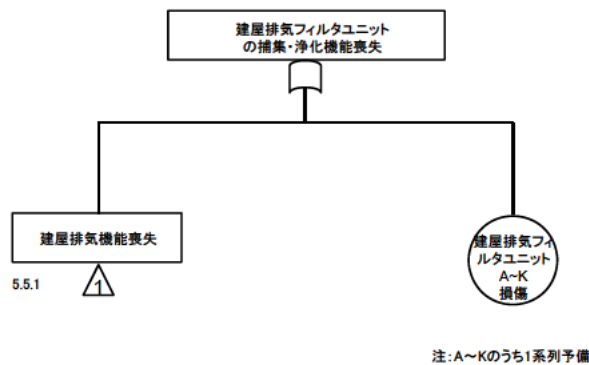 建屋排気フィルタユニット
の捕集・浄化機能喪失
建屋排気機能喪失
5.5.1
1
建屋排気フィ
ルタユニット
A~K
損傷
注：A～Kのうち1系列予備